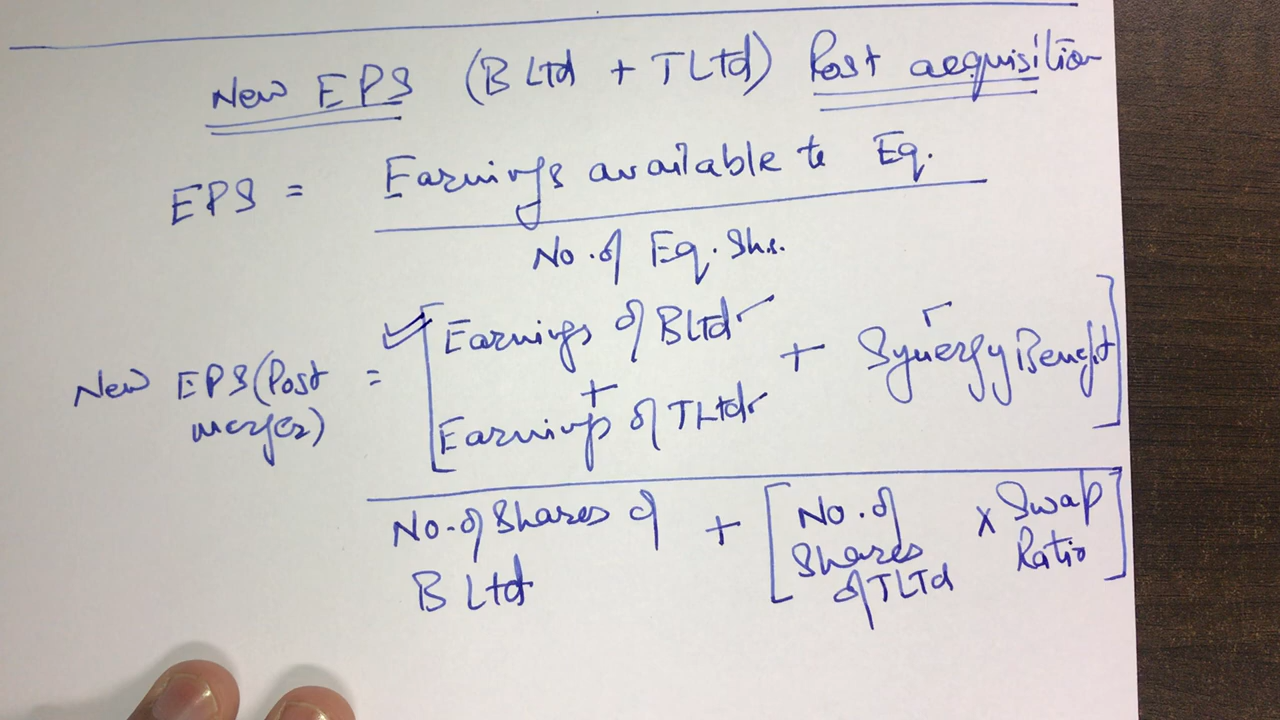 New EPS (B Ltd + T Ltd) Post acquisition
EPS = Earnings available to Eq.
No. of Eq. Shs.
New EPS (Post merger) = [Earnings of B Ltd
+
Earnings of T Ltd
+ Synergy Benefit]
No. of Shares of
B Ltd
+ [No. of
Shares
of T LTd
x Swap
Ratio]